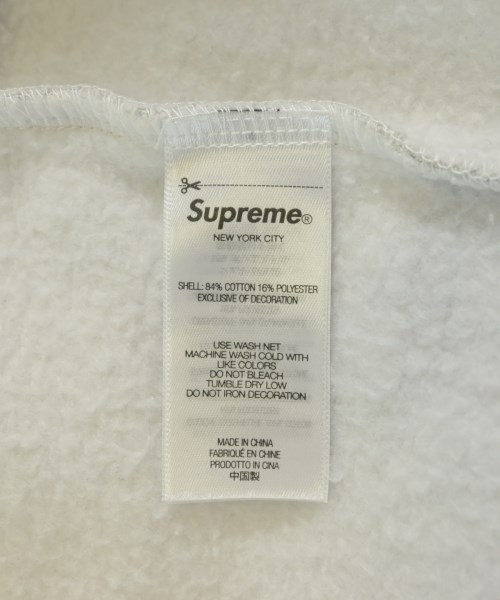 Supreme®
NEW YORK CITY
SHELL: 84% COTTON 16% POLYESTER
EXCLUSIVE OF DECORATION
USE WASH NET
MACHINE WASH COLD WITH
LIKE COLORS
DO NOT BLEACH
TUMBLE DRY LOW
DO NOT IRON DECORATION
MADE IN CHINA
FABRIQUÉ EN CHINE
PRODOTTO IN CINA
中国製